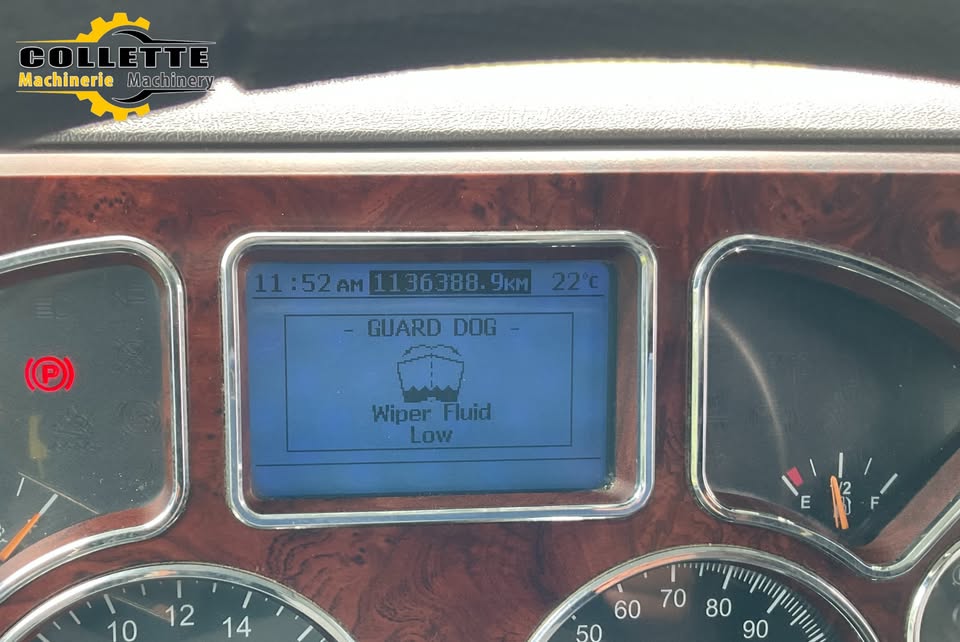 COLLETTE
Machinerie Machinery
11:52 AM 1136388.9KM 22°C
- GUARD DOG -
Wiper Fluid
Low
P
E 1/2 F
10 12 14
50 60 70 80 90